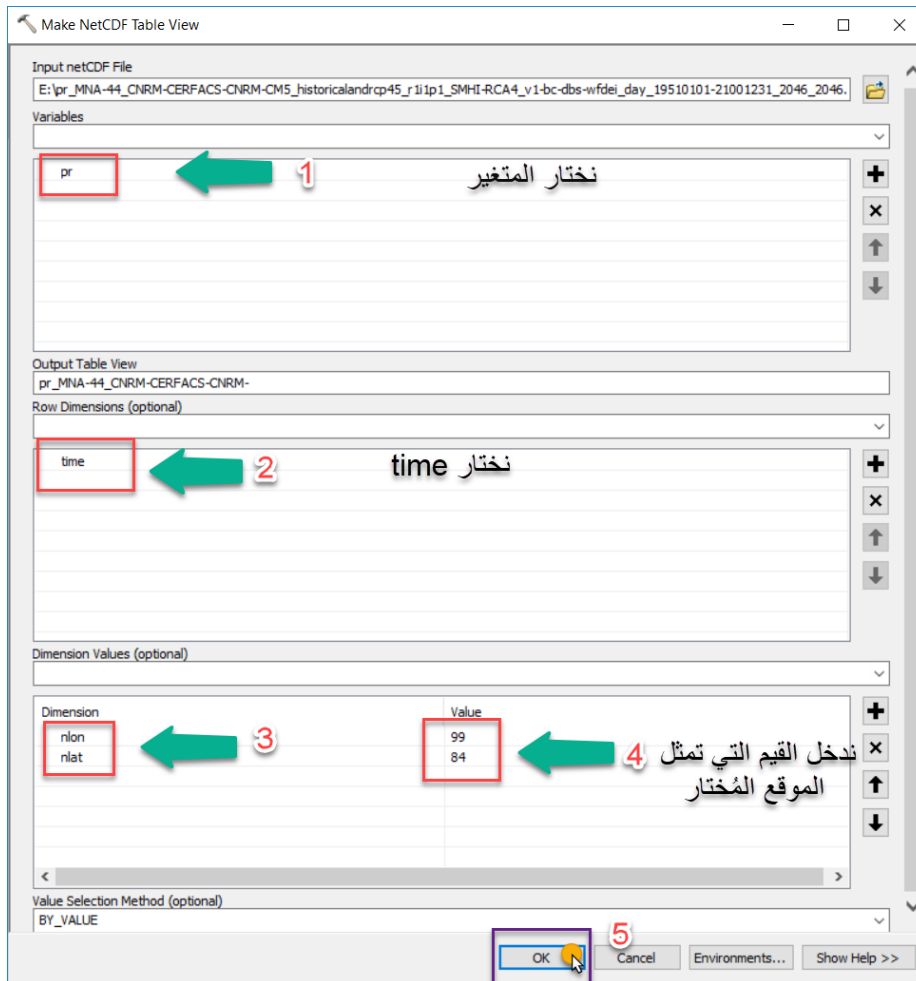 Make NetCDF Table View
Input netCDF File
E:\pr_MNA-44_CNRM-CERFACS-CNRM-CM5_historicalandrcp45_r1i1p1_SMHI-RCA4_v1-bc-dbs-wfdei_day_19510101-21001231_2046_2046.
Variables
pr
1
نختار المتغير
Output Table View
pr_MNA-44_CNRM-CERFACS-CNRM-
Row Dimensions (optional)
time
2
نختار time
Dimension Values (optional)
Dimension Value
nlon 99
nlat 84
3
4
ندخل القيم التي تمثل
الموقع المُختار
Value Selection Method (optional)
BY_VALUE
5
OK Cancel Environments... Show Help >>